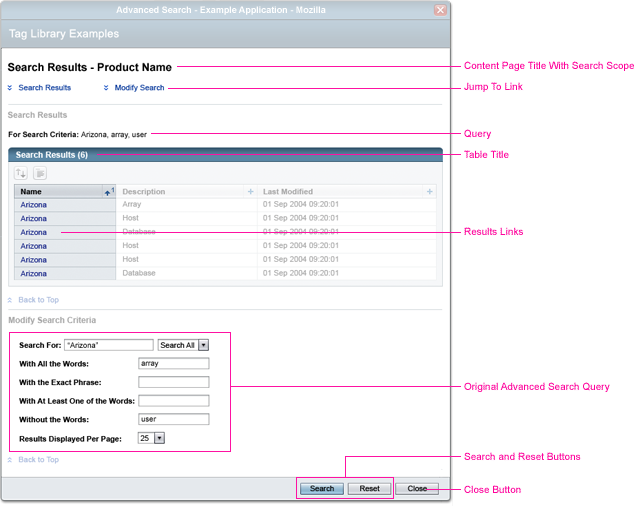 Advanced Search - Example Application - Mozilla
Tag Library Examples
Search Results - Product Name
Content Page Title With Search Scope
Search Results Modify Search
Jump To Link
Search Results
For Search Criteria: Arizona, array, user
Query
Search Results (6)
Table Title
Name 1 Description + Last Modified +
Arizona Array 01 Sep 2004 09:20:01
Arizona Host 01 Sep 2004 09:20:01
Arizona Database 01 Sep 2004 09:20:01
Results Links
Arizona Host 01 Sep 2004 09:20:01
Arizona Host 01 Sep 2004 09:20:01
Arizona Database 01 Sep 2004 09:20:01
Back to Top
Modify Search Criteria
Search For: "Arizona" Search All
With All the Words: array
With the Exact Phrase:
Original Advanced Search Query
With At Least One of the Words:
Without the Words: user
Results Displayed Per Page: 25
Back to Top
Search and Reset Buttons
Search Reset Close
Close Button